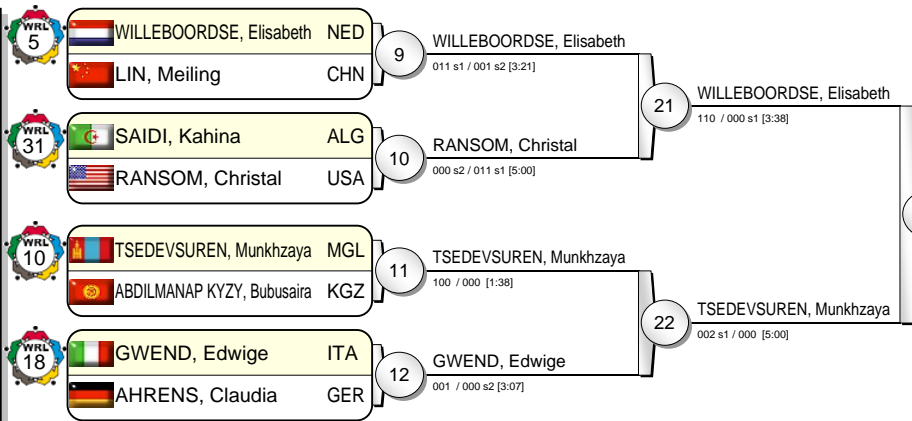 WRL
5
WILLEBOORDSE, Elisabeth NED
LIN, Meiling CHN
9
WILLEBOORDSE, Elisabeth
011 s1 / 001 s2 [3:21]
WRL
31
SAIDI, Kahina ALG
RANSOM, Christal USA
10
RANSOM, Christal
000 s2 / 011 s1 [5:00]
21
WILLEBOORDSE, Elisabeth
110 / 000 s1 [3:38]
WRL
10
TSEDEVSUREN, Munkhzaya MGL
ABDILMANAP KYZY, Bubusaira KGZ
11
TSEDEVSUREN, Munkhzaya
100 / 000 [1:38]
WRL
18
GWEND, Edwige ITA
AHRENS, Claudia GER
12
GWEND, Edwige
001 / 000 s2 [3:07]
22
TSEDEVSUREN, Munkhzaya
002 s1 / 000 [5:00]